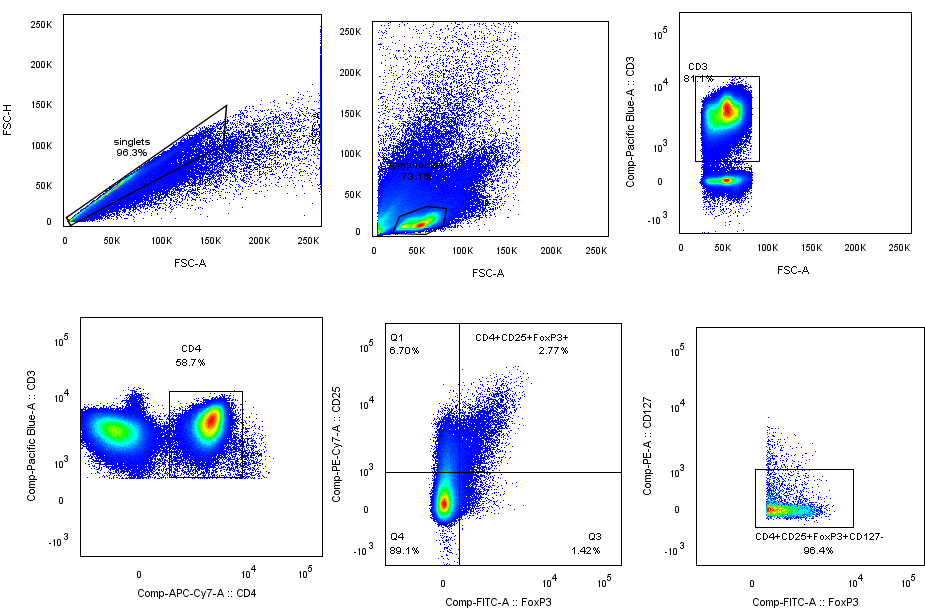 250K
200K
150K
100K
50K
0
FSC-H
singlets
96.3%
0 50K 100K 150K 200K 250K
FSC-A
250K
200K
150K
100K
50K
0
73.1%
0 50K 100K 150K 200K 250K
FSC-A
10^5
10^4
10^3
0
-10^3
Comp-Pacific Blue-A :: CD3
CD3
81.1%
0 50K 100K 150K 200K 250K
FSC-A
10^5
10^4
10^3
0
-10^3
Comp-Pacific Blue-A :: CD3
CD4
58.7%
0 10^4 10^5
Comp-APC-Cy7-A :: CD4
10^5
10^4
10^3
0
-10^3
Comp-PE-Cy7-A :: CD25
Q1
6.70%
CD4+CD25+FoxP3+
2.77%
Q4
89.1%
Q3
1.42%
0 10^4 10^5
Comp-FITC-A :: FoxP3
10^5
10^4
10^3
0
-10^3
Comp-PE-A :: CD127
CD4+CD25+FoxP3+CD127-
96.4%
0 10^4 10^5
Comp-FITC-A :: FoxP3